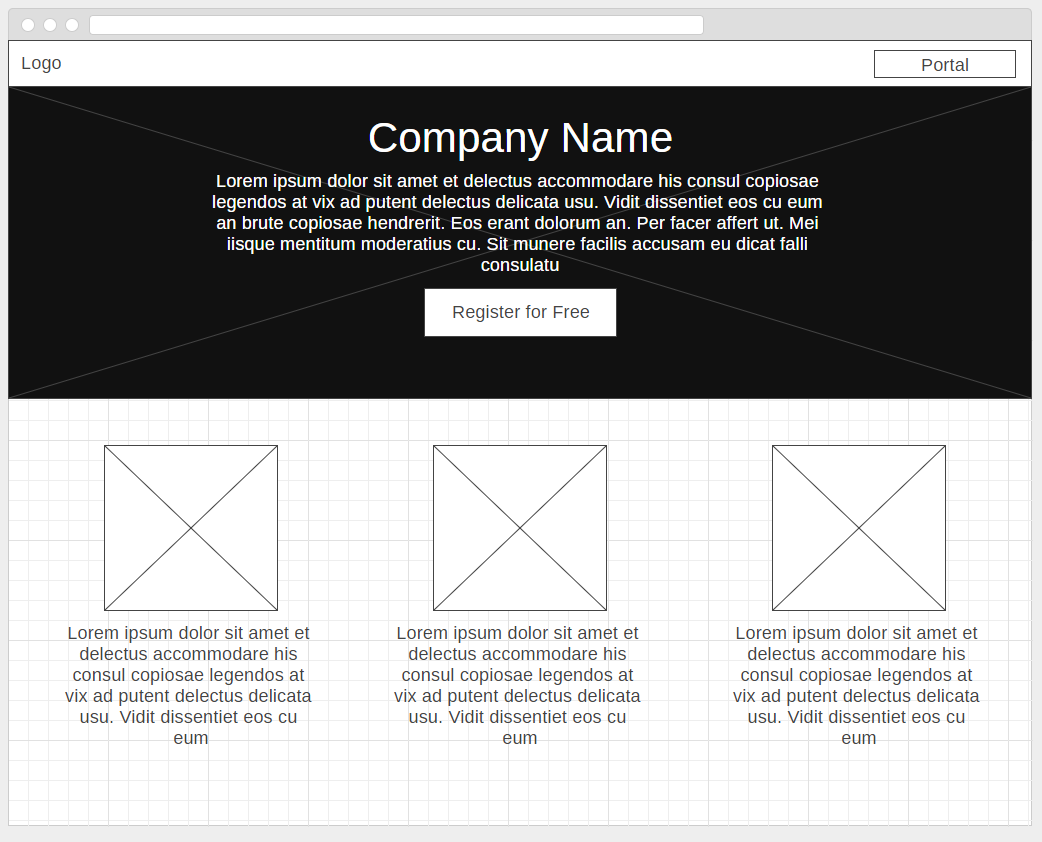 Logo
Portal
Company Name
Lorem ipsum dolor sit amet et delectus accommodare his consul copiosae
legendos at vix ad putent delectus delicata usu. Vidit dissentiet eos cu eum
an brute copiosae hendrerit. Eos erant dolorum an. Per facer affert ut. Mei
iisque mentitum moderatius cu. Sit munere facilis accusam eu dicat falli
consulatu
Register for Free
Lorem ipsum dolor sit amet et
delectus accommodare his
consul copiosae legendos at
vix ad putent delectus delicata
usu. Vidit dissentiet eos cu
eum
Lorem ipsum dolor sit amet et
delectus accommodare his
consul copiosae legendos at
vix ad putent delectus delicata
usu. Vidit dissentiet eos cu
eum
Lorem ipsum dolor sit amet et
delectus accommodare his
consul copiosae legendos at
vix ad putent delectus delicata
usu. Vidit dissentiet eos cu
eum